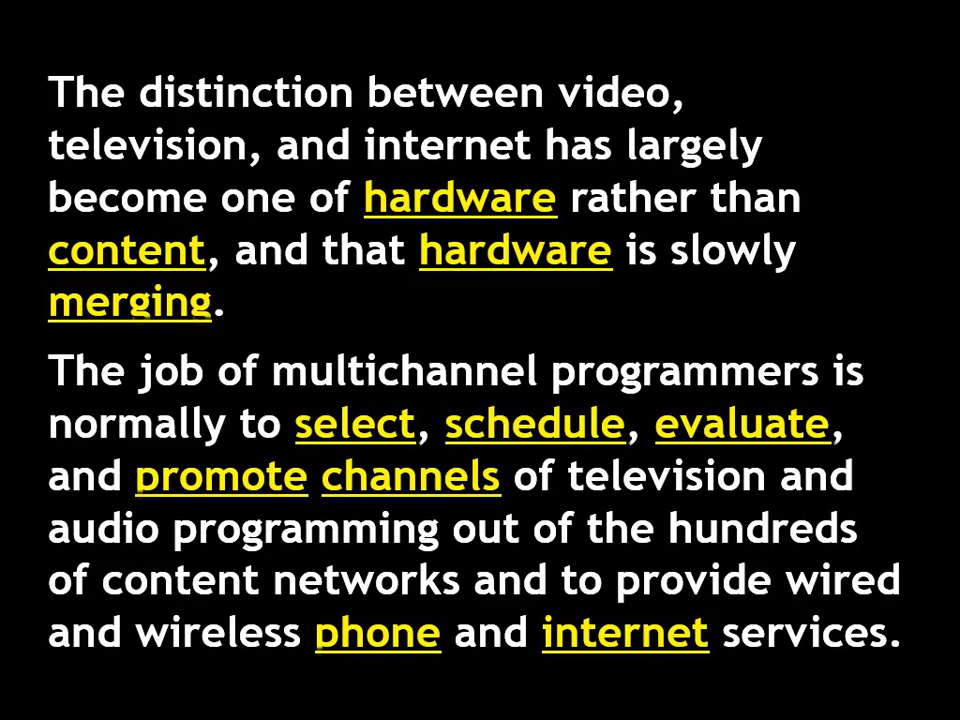 The distinction between video,
television, and internet has largely
become one of hardware rather than
content, and that hardware is slowly
merging.
The job of multichannel programmers is
normally to select, schedule, evaluate,
and promote channels of television and
audio programming out of the hundreds
of content networks and to provide wired
and wireless phone and internet services.